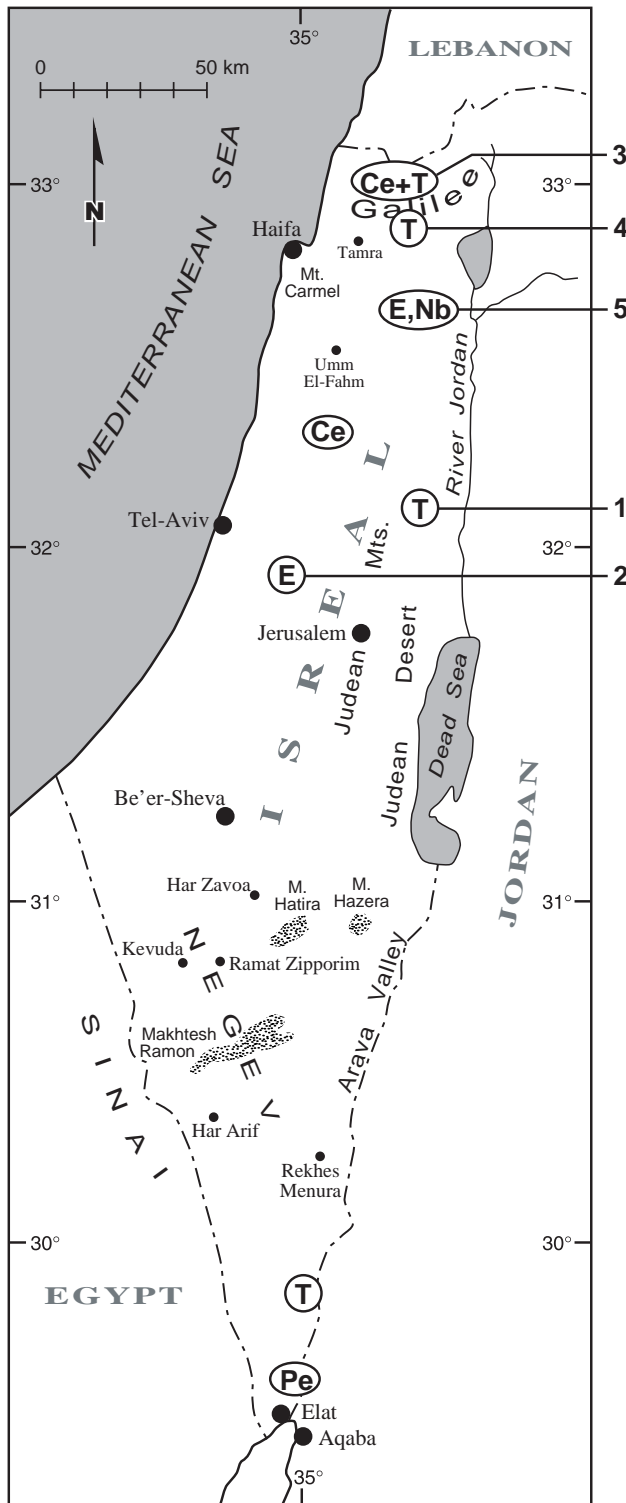 35°
LEBANON
0 50 km
N
MEDITERRANEAN SEA
3
33°
Ce+T
33°
Galilee
T
4
Haifa
Tamra
Mt.
Carmel
E,Nb
5
Umm
El-Fahm
River Jordan
Ce
ISREAL
T
1
Tel-Aviv
Mts.
32°
32°
E
2
Jerusalem
Judean
Desert
Judean
Dead Sea
Be'er-Sheva
JORDAN
31°
31°
Har Zavoa
M.
Hatira
M.
Hazera
Kevuda
Ramat Zipporim
NEGEV
Arava Valley
SINAI
Makhtesh
Ramon
Har Arif
Rekhes
Menura
30°
30°
EGYPT
T
Pe
Elat
Aqaba
35°